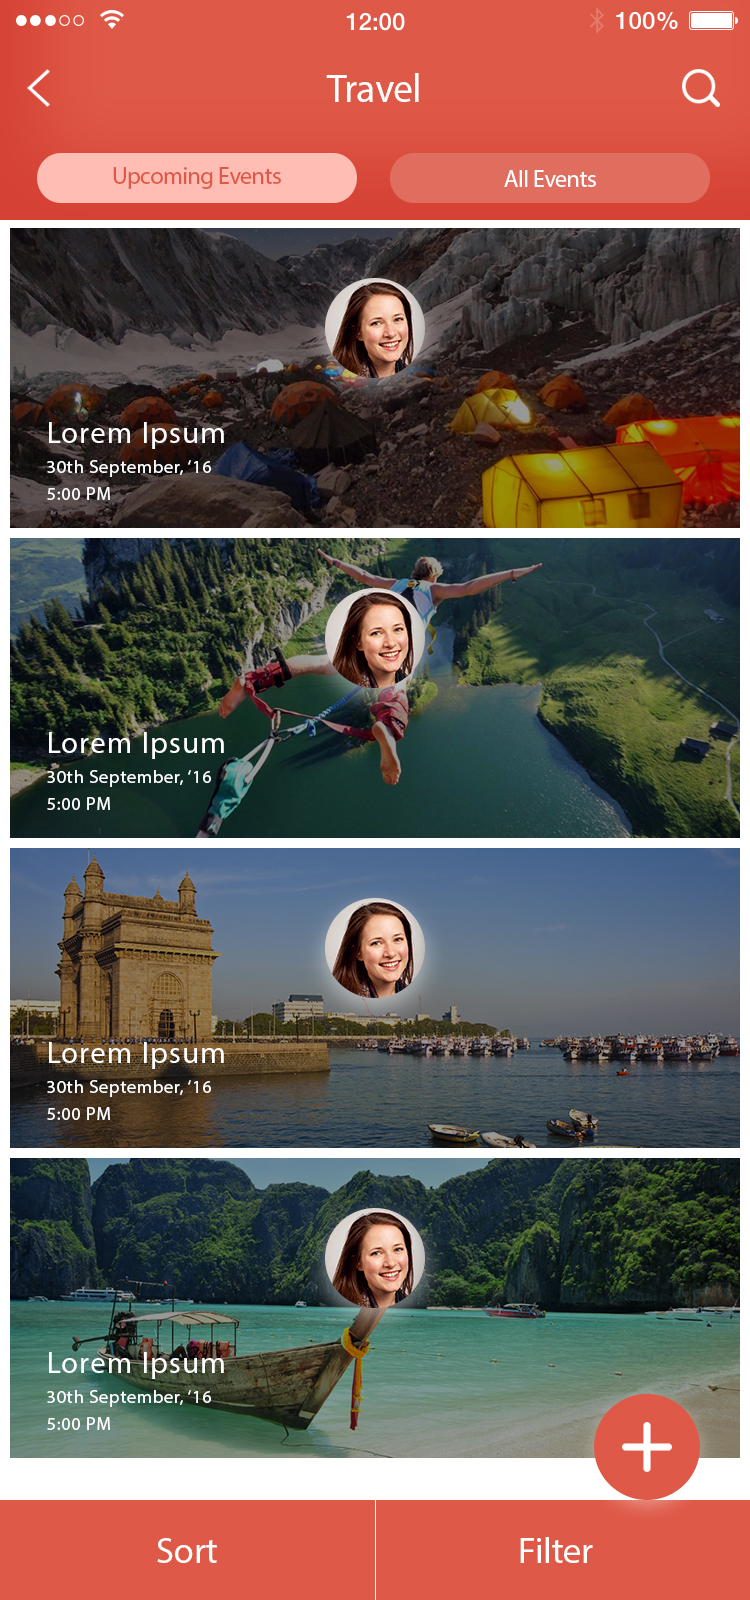 12:00
100%
Travel
Upcoming Events
All Events
Lorem Ipsum
30th September, ‘16
5:00 PM
Lorem Ipsum
30th September, ‘16
5:00 PM
Lorem Ipsum
30th September, ‘16
5:00 PM
Lorem Ipsum
30th September, ‘16
5:00 PM
Sort
Filter